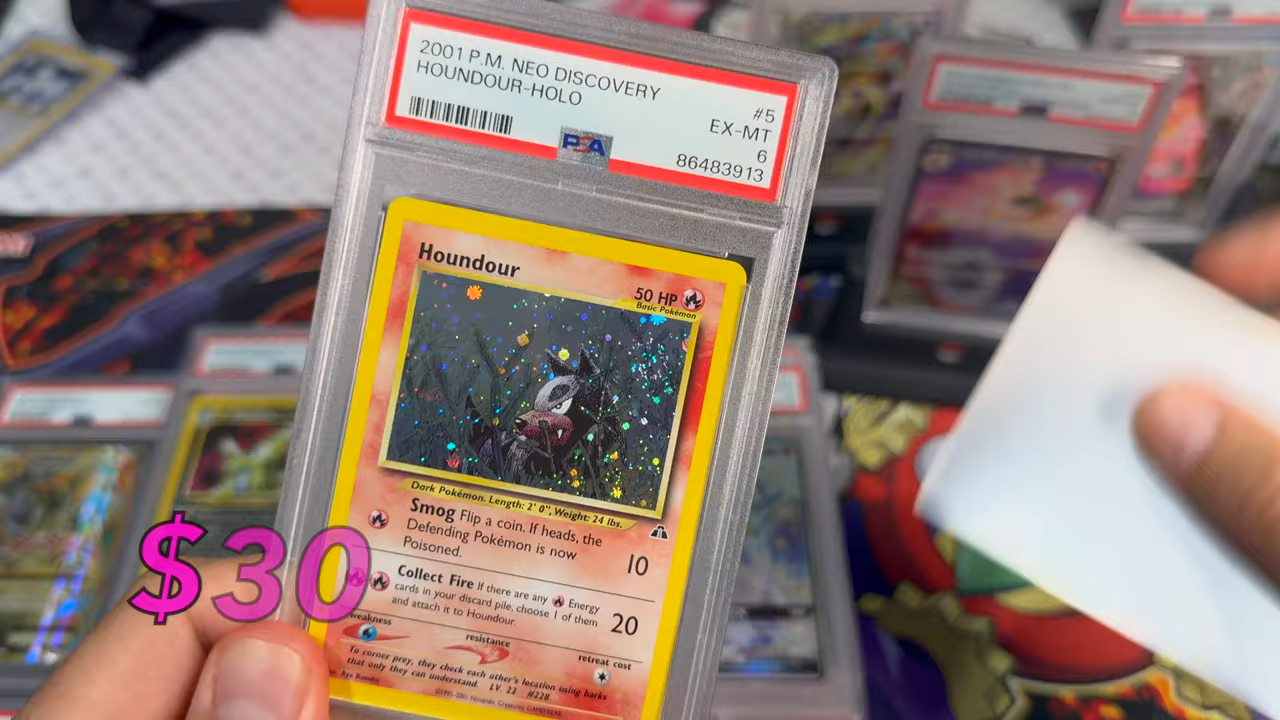 2001 P.M. NEO DISCOVERY
HOUNDOUR-HOLO
#5
EX-MT
6
PSA
86483913
Houndour
50 HP
Basic Pokémon
Dark Pokémon. Length: 2' 0", Weight: 24 lbs.
Smog Flip a coin. If heads, the
Defending Pokémon is now
Poisoned.
10
Collect Fire If there are any Energy
cards in your discard pile, choose 1 of them
and attach it to Houndour.
20
weakness
resistance
retreat cost
To corner prey, they check each other's location using barks
that only they can understand. LV. 22 #228
$30